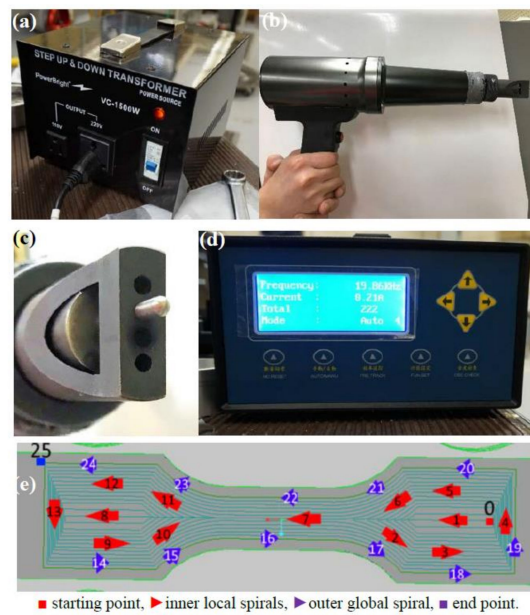 (a)
STEP UP & DOWN TRANSFORMER
PowerBright
POWER SOURCE
VC-1500W
OUTPUT
110V 220V
ON
OFF
(b)
(c)
(d)
Frequency: 19.86KHz
Current : 0.21A
Total : 222
Mode : Auto 4
25
24 23 22 21 20
12 11 6 5
13 8 7 1 0 4
9 10 2 3
14 15 16 17 18 19
(e)
■ starting point, ▶ inner local spirals, ▶ outer global spiral, ■ end point